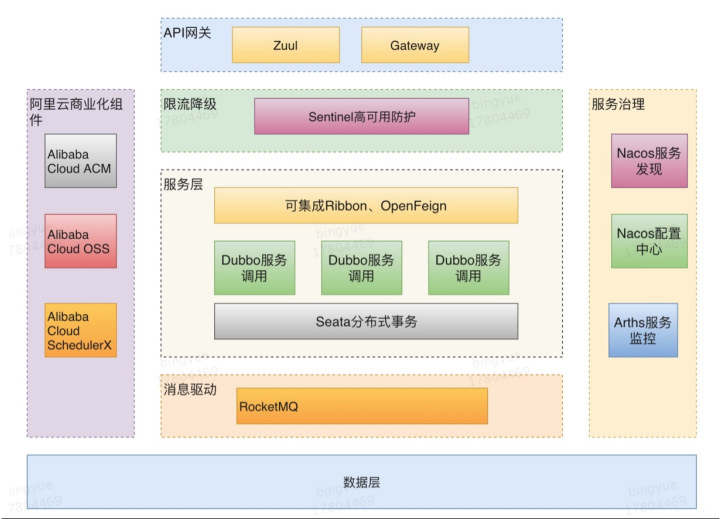 API网关
Zuul
Gateway
阿里云商业化组
件
Alibaba
Cloud ACM
Alibaba
Cloud OSS
Alibaba
Cloud
SchedulerX
限流降级
Sentinel高可用防护
服务层
可集成Ribbon、OpenFeign
Dubbo服务
调用
Dubbo服务
调用
Dubbo服务
调用
Seata分布式事务
消息驱动
RocketMQ
服务治理
Nacos服务
发现
Nacos配置
中心
Arths服务
监控
数据层
bingyue
17804469